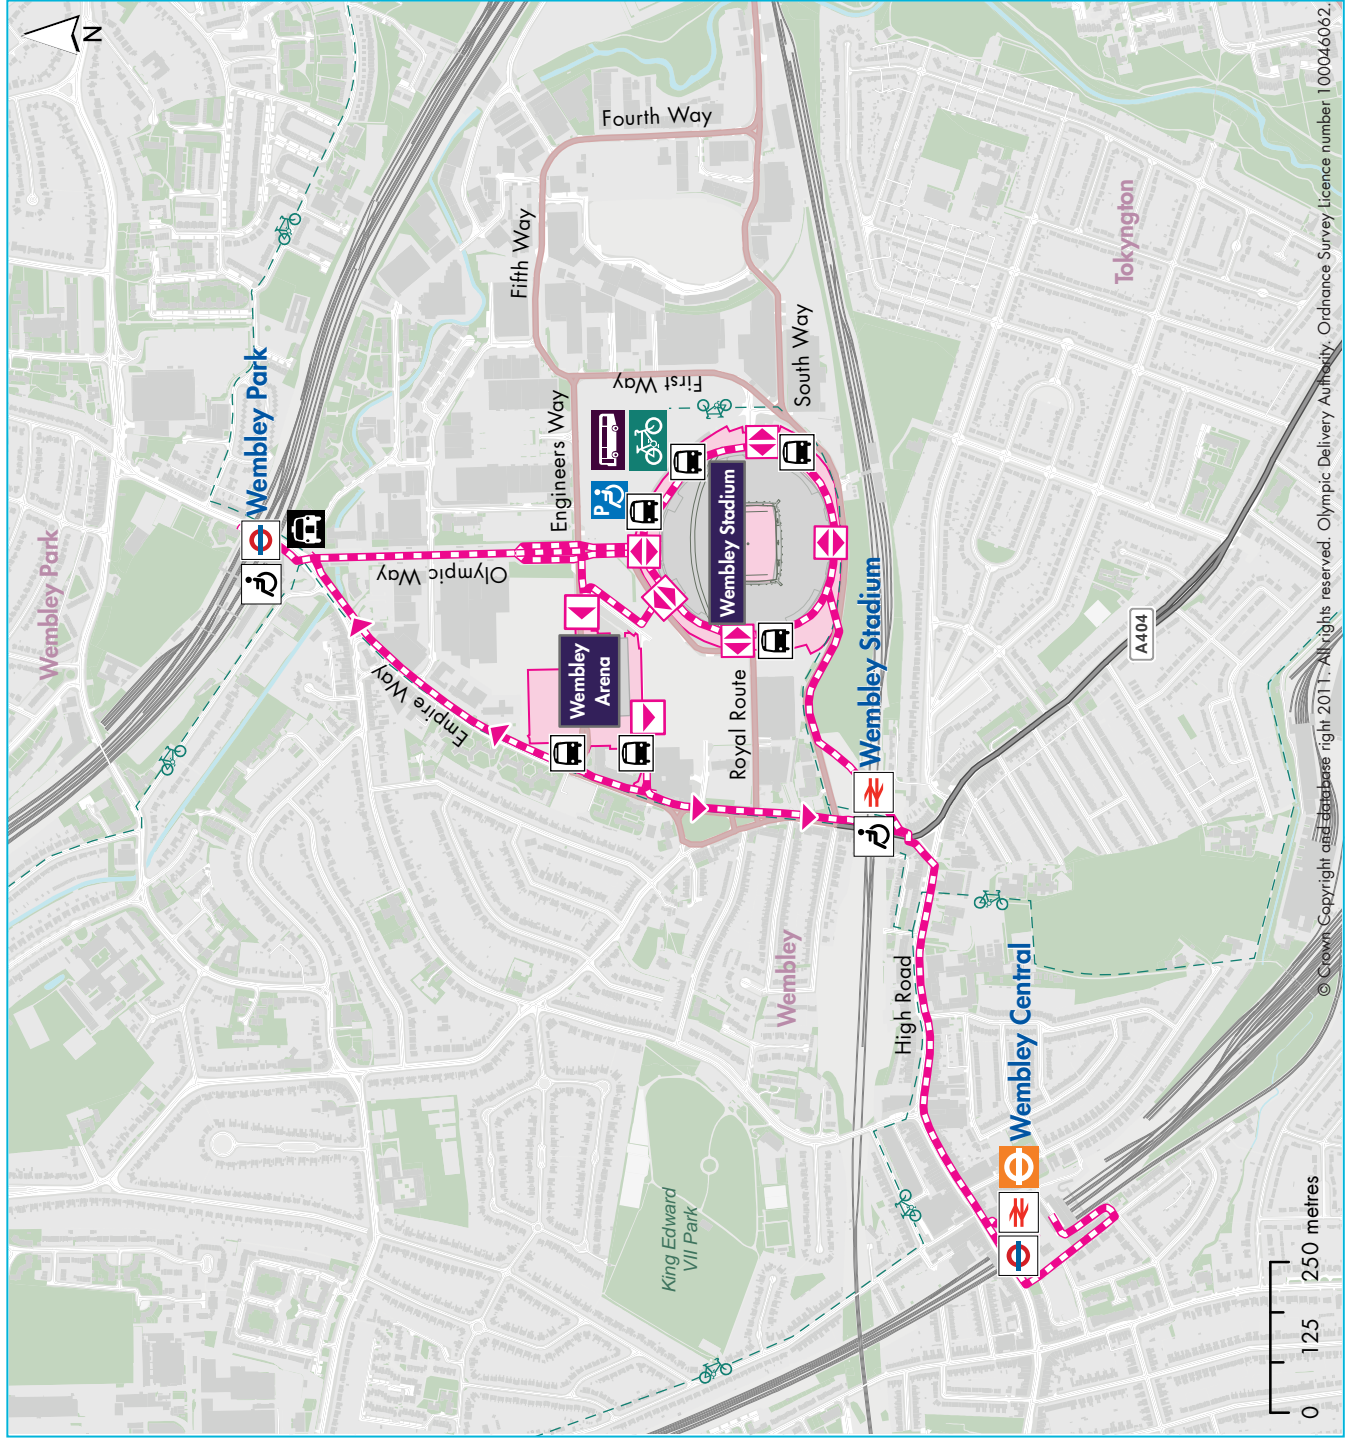 N
Wembley Park
Wembley Park
Fourth Way
Fifth Way
Engineers Way
First Way
South Way
Olympic Way
Empire Way
P
Wembley Stadium
Wembley
Arena
Royal Route
Wembley Stadium
Tokyngton
A404
Wembley
High Road
Wembley Central
King Edward
VII Park
0 125 250 metres
© Crown Copyright and database right 2011. All rights reserved. Olympic Delivery Authority. Ordnance Survey Licence number 100046062.